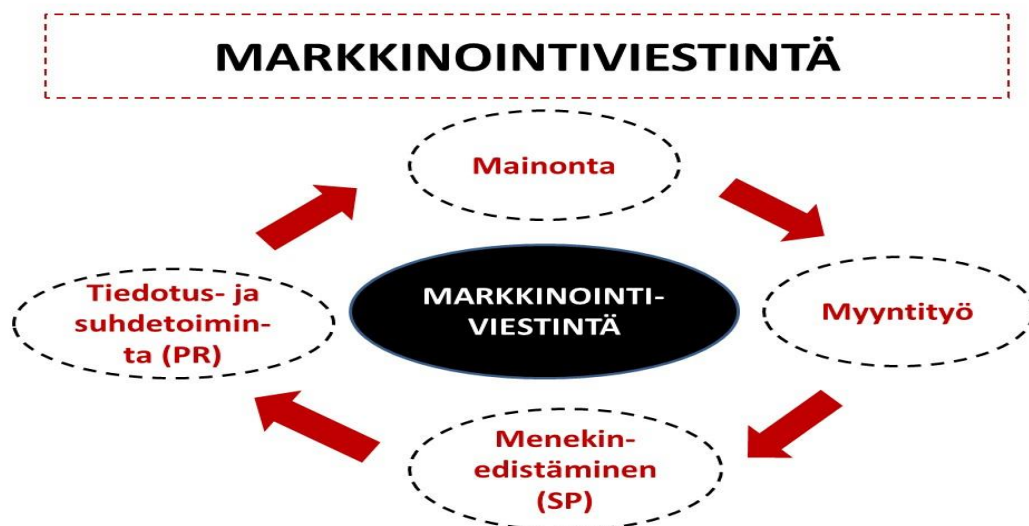 MARKKINOINTIVIESTINTÄ
Mainonta
Tiedotus- ja
suhdetoimin-
ta (PR)
MARKKINOINTI-
VIESTINTÄ
Myyntityö
Menekin-
edistäminen
(SP)